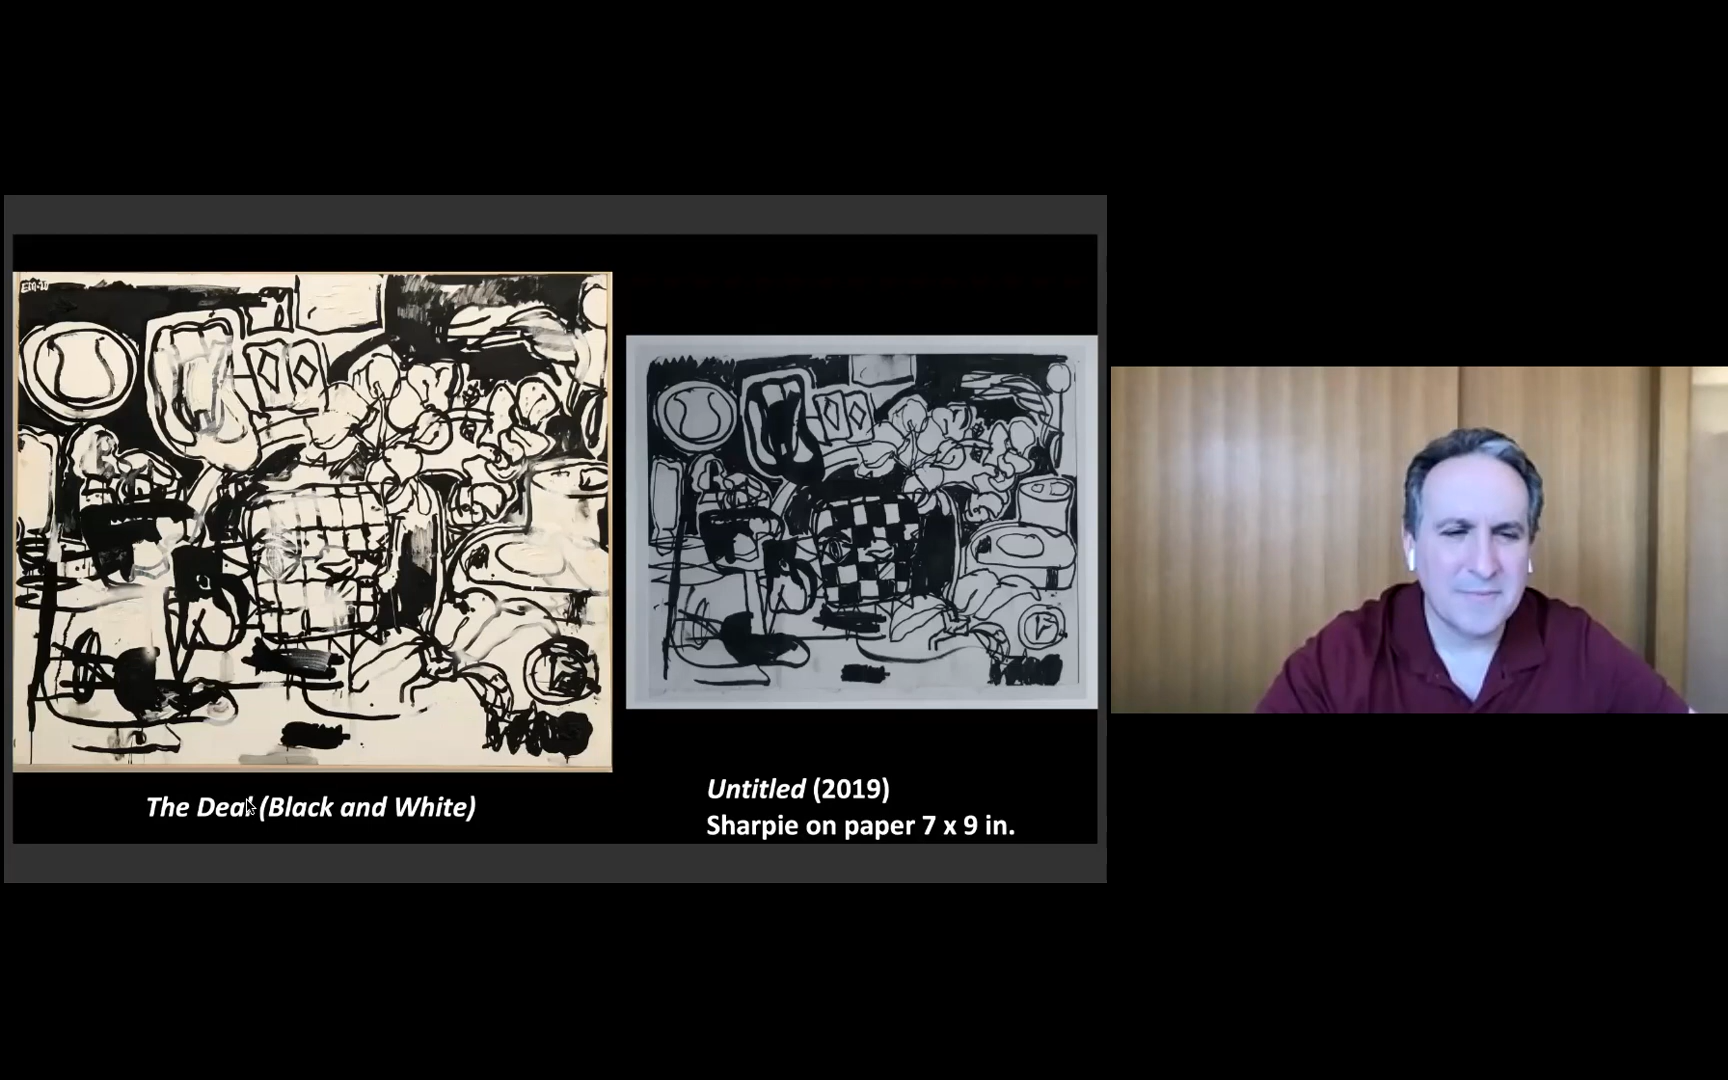 The Deal (Black and White)
Untitled (2019)
Sharpie on paper 7 x 9 in.